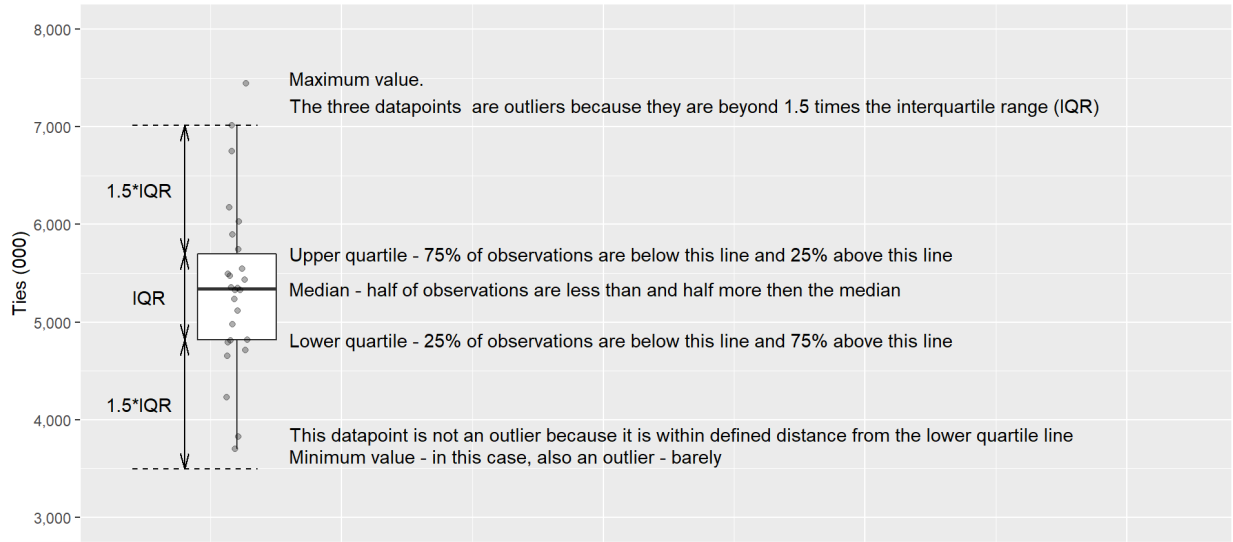 8,000
Maximum value.
The three datapoints  are outliers because they are beyond 1.5 times the interquartile range (IQR)
7,000
1.5*IQR
6,000
Upper quartile - 75% of observations are below this line and 25% above this line
Ties (000)
IQR
Median - half of observations are less than and half more then the median
5,000
Lower quartile - 25% of observations are below this line and 75% above this line
1.5*IQR
4,000
This datapoint is not an outlier because it is within defined distance from the lower quartile line
Minimum value - in this case, also an outlier - barely
3,000